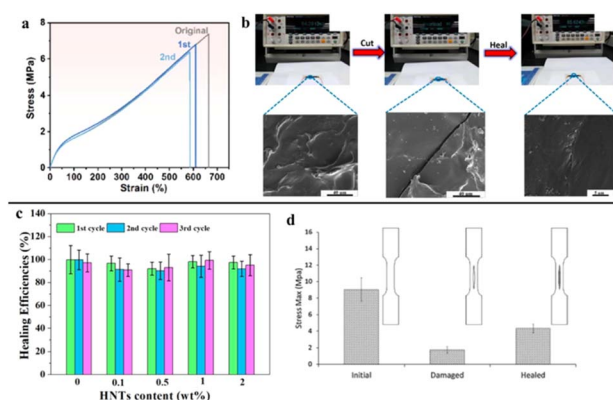 a
Stress (MPa)
8
6
4
2
0
Original
1st
2nd
0 50 100 200 300 400 500 600 700
Strain (%)
b
Cut
Heal
c
Healing Efficiencies (%)
140
120
100
80
60
40
20
0
1st cycle 2nd cycle 3rd cycle
0 0.1 0.5 1 2
HNTs content (wt%)
d
Stress Max (Mpa)
16
14
12
10
8
6
4
2
0
Initial Damaged Healed